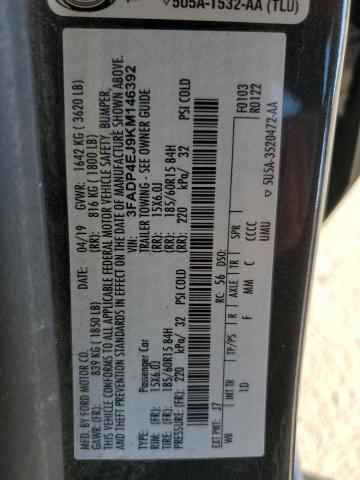 5U5A-1532-AA (TLU)
MFD. BY FORD MOTOR CO.
04/19 GVWR: 1642 KG ( 3620 LB)
GAWR: (FR): 839 KG ( 1850 LB) (RR): 816 KG ( 1800 LB)
THIS VEHICLE CONFORMS TO ALL APPLICABLE FEDERAL MOTOR VEHICLE SAFETY, BUMPER,
AND THEFT PREVENTION STANDARDS IN EFFECT ON THE DATE OF MANUFACTURE SHOWN ABOVE.
3FADP4EJ9KM146392
TYPE: Passenger Car TRAILER TOWING - SEE OWNER GUIDE
RIM: (FR): 15X6.0J (RR): 15X6.0J
TIRE: (FR): 185/60R15 84H (RR): 185/60R15 84H
PRESSURE: (FR): 220 kPa/ 32 PSI COLD (RR): 220 kPa/ 32 PSI COLD
F0103
R0122
EXT PNT: J7 RC: 56 DSO:
WB INT TR TP/PS R AXLE TR SPR
1D F MM C CCCC
UMU
5U5A-3520472-AA